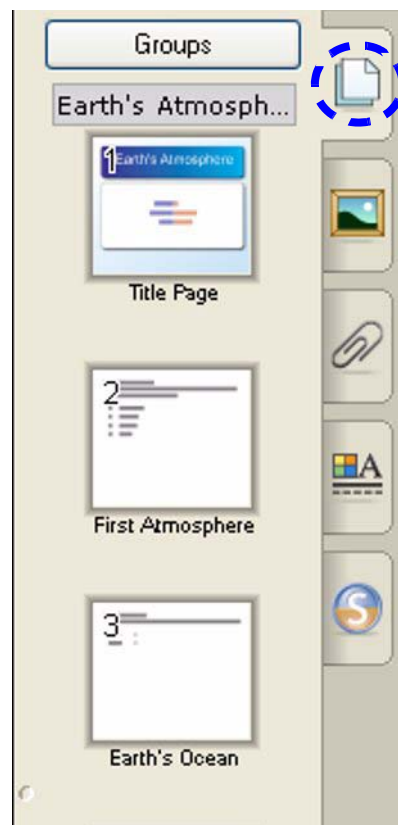 Groups
Earth's Atmosph...
1
Earth's Atmosphere
Title Page
2
First Atmosphere
3
Earth's Ocean
A
S